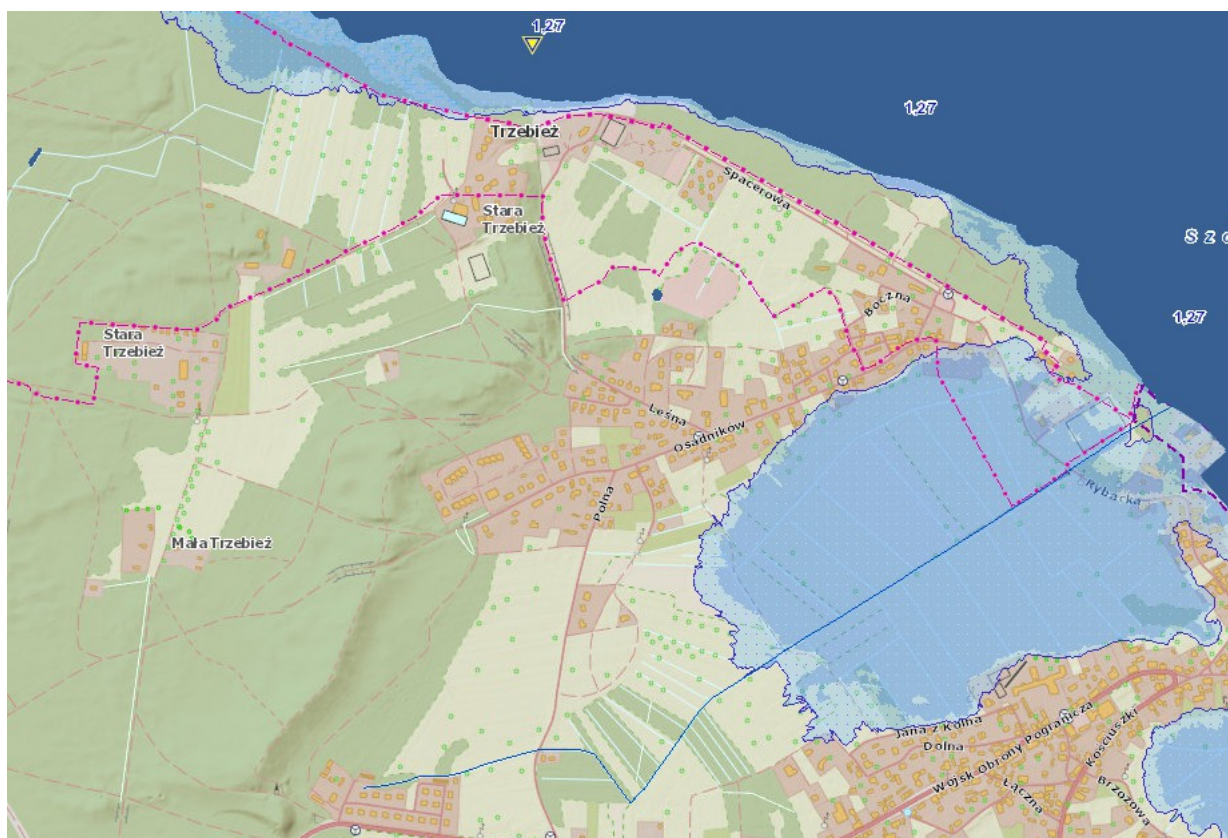 1,27
1,27
Trzebież
Spacerowa
Stara
Trzebież
S z c
1,27
Boczna
Stara
Trzebież
Leśna
Osadników
Rybacka
Polna
Mała Trzebież
Jana z Kolna
Dolna
Wojsk Obrony Pogranicza
Kościuszki
Łączna
Brzozowa